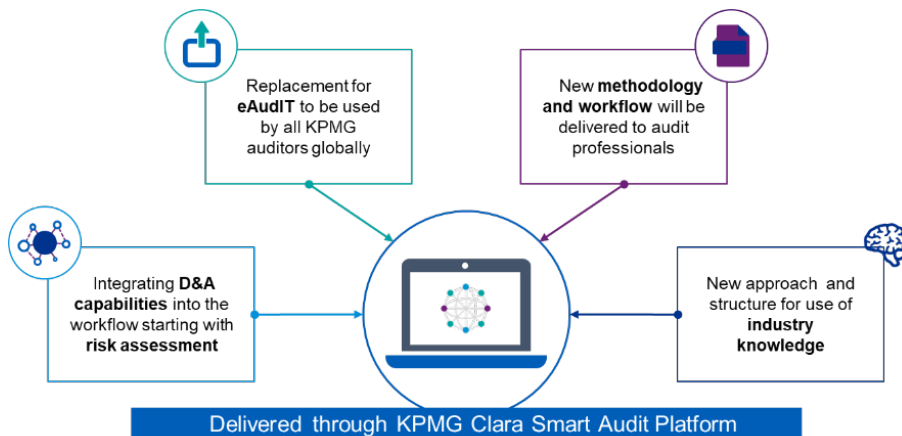 Replacement for
eAudIT to be used
by all KPMG
auditors globally
New methodology
and workflow will be
delivered to audit
professionals
Integrating D&A
capabilities into the
workflow starting with
risk assessment
New approach and
structure for use of
industry
knowledge
Delivered through KPMG Clara Smart Audit Platform